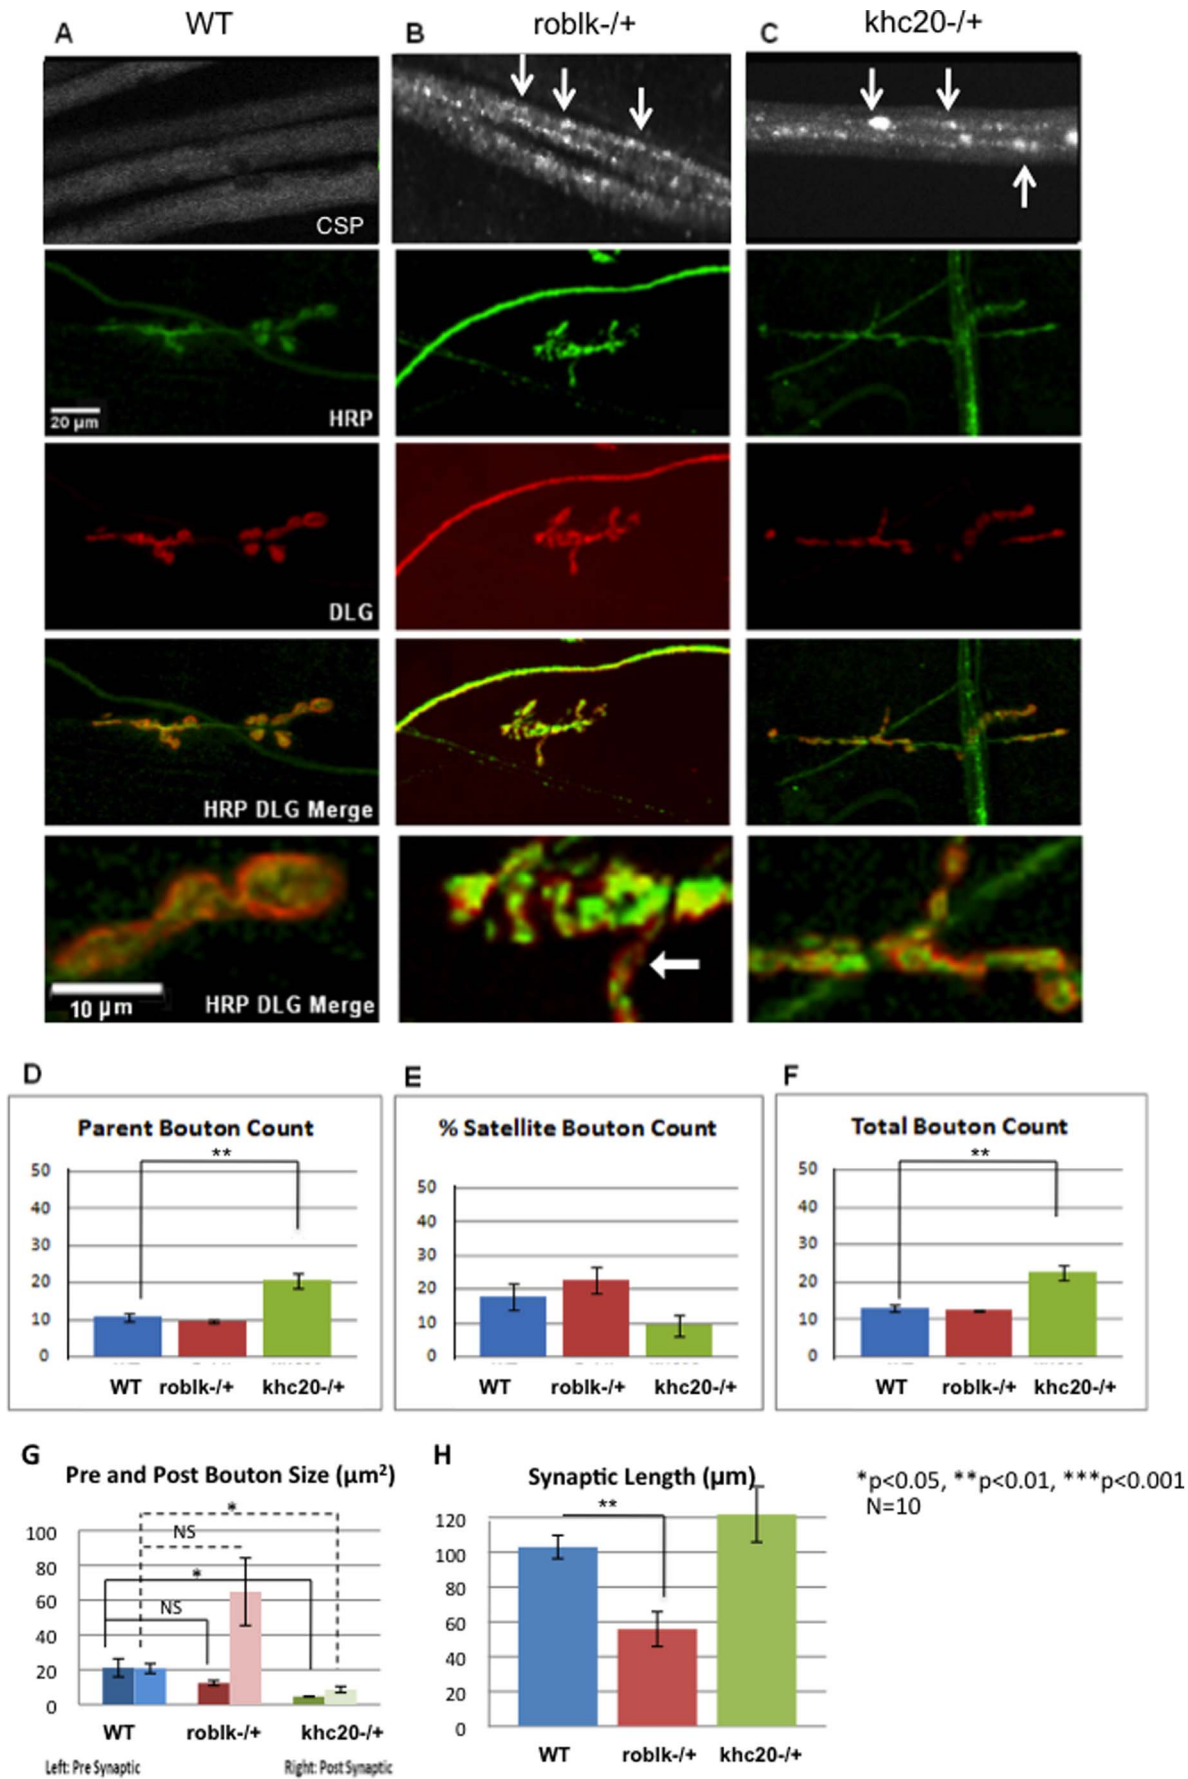 A WT B roblk-/+ C khc20-/+
CSP
HRP
20 µm
DLG
HRP DLG Merge
10 µm HRP DLG Merge
D E F
Parent Bouton Count
**
50
40
30
20
10
0
WT roblk-/+ khc20-/+
% Satellite Bouton Count
50
40
30
20
10
0
WT roblk-/+ khc20-/+
Total Bouton Count
**
50
40
30
20
10
0
WT roblk-/+ khc20-/+
G
Pre and Post Bouton Size (µm²)
*
NS
*
NS
100
80
60
40
20
0
WT roblk-/+ khc20-/+
Left: Pre Synaptic Right: Post Synaptic
H
Synaptic Length (µm)
**
120
100
80
60
40
20
0
WT roblk-/+ khc20-/+
*p<0.05, **p<0.01, ***p<0.001
N=10